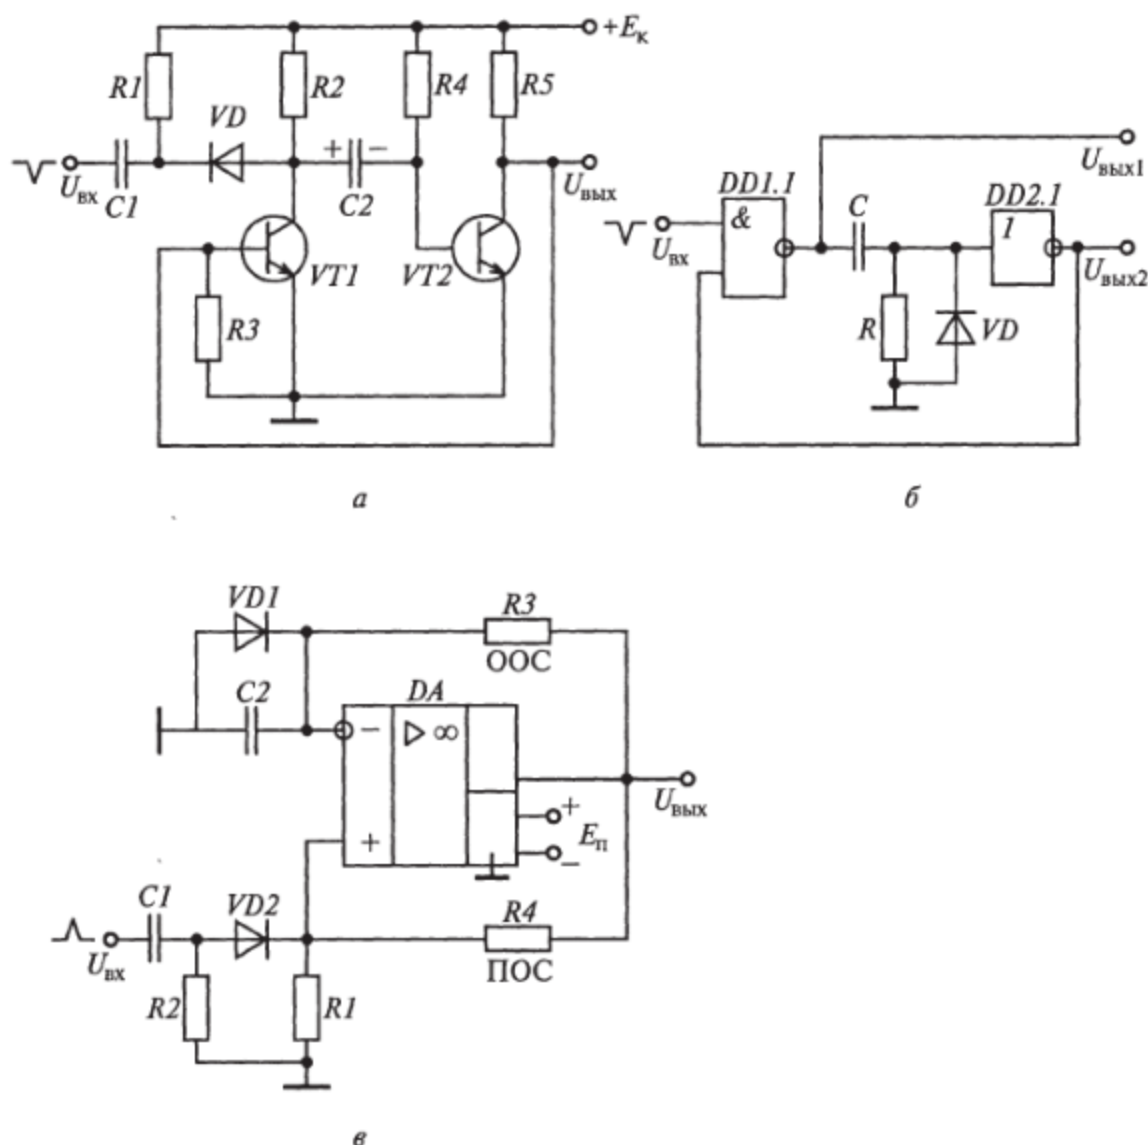 +Eк
R1
R2
R4
R5
VD
+
−
Uвх
C1
C2
Uвых
VT1
VT2
R3
а
Uвх
DD1.1
&
C
R
VD
DD2.1
1
Uвых1
Uвых2
б
VD1
R3
ООС
C2
DA
−
▷ ∞
+
+
Eп
−
Uвых
C1
VD2
R4
ПОС
Uвх
R2
R1
в